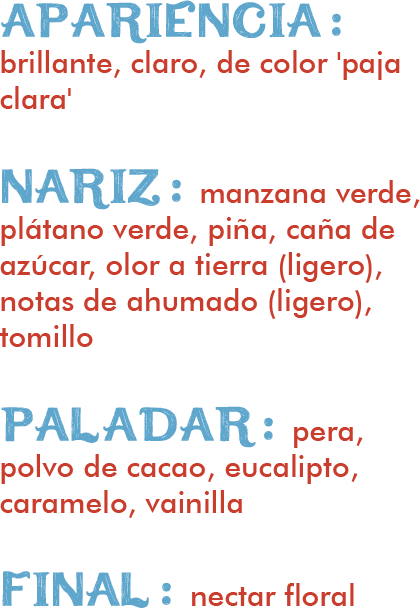 APARIENCIA:
brillante, claro, de color 'paja
clara'
NARIZ: manzana verde,
plátano verde, piña, caña de
azúcar, olor a tierra (ligero),
notas de ahumado (ligero),
tomillo
PALADAR: pera,
polvo de cacao, eucalipto,
caramelo, vainilla
FINAL: nectar floral